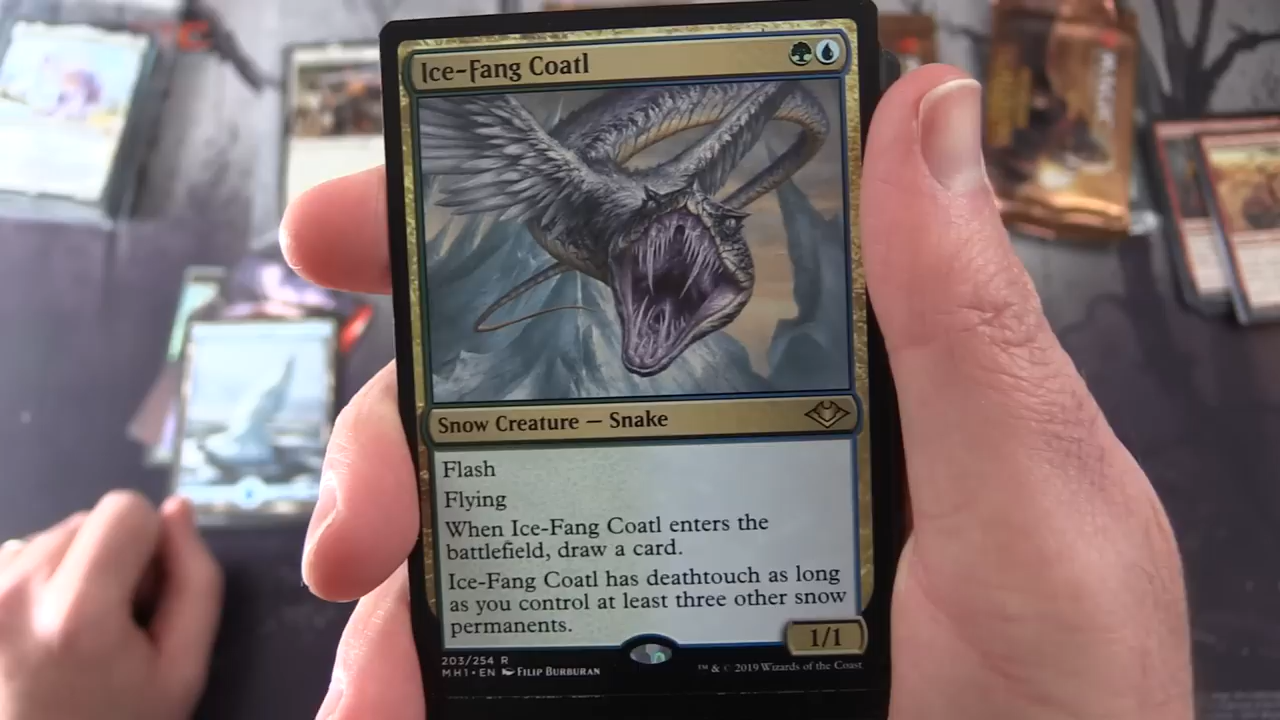 Ice-Fang Coatl
Snow Creature — Snake
Flash
Flying
When Ice-Fang Coatl enters the
battlefield, draw a card.
Ice-Fang Coatl has deathtouch as long
as you control at least three other snow
permanents.
1/1
203/254 R
MH1 • EN Filip Burburan
™ & © 2019 Wizards of the Coast